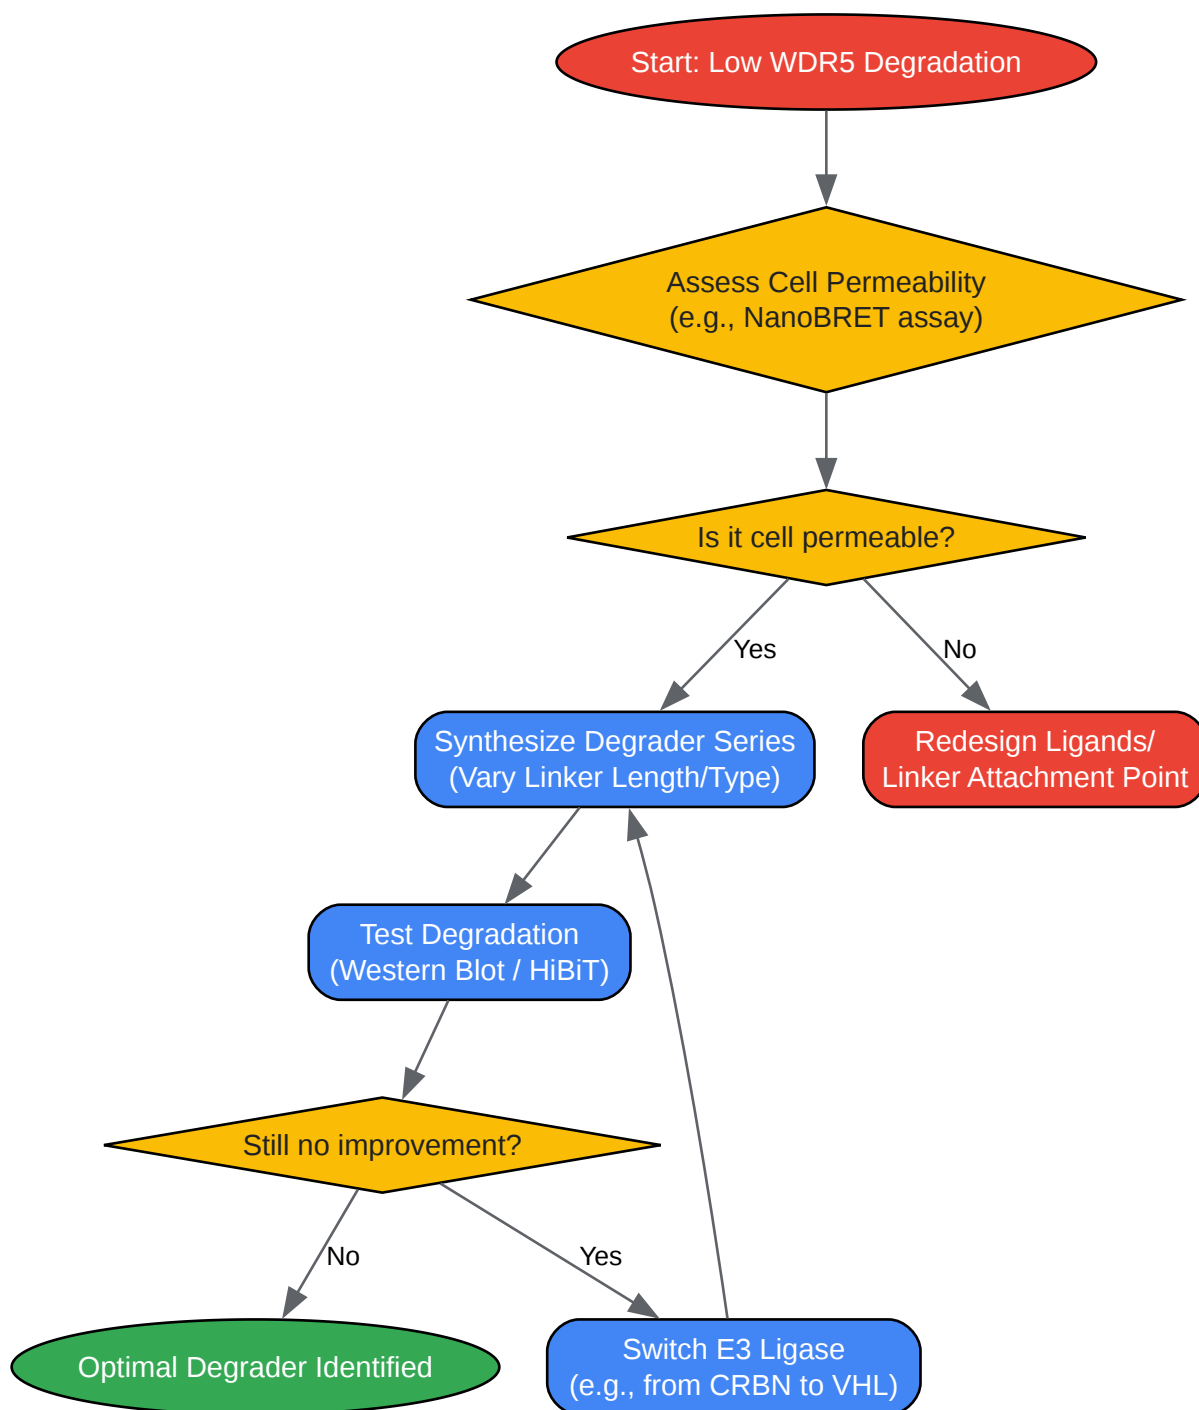 Start: Low WDR5 Degradation
Assess Cell Permeability
(e.g., NanoBRET assay)
Is it cell permeable?
Yes
No
Synthesize Degrader Series
(Vary Linker Length/Type)
Redesign Ligands/
Linker Attachment Point
Test Degradation
(Western Blot / HiBiT)
Still no improvement?
No
Yes
Optimal Degrader Identified
Switch E3 Ligase
(e.g., from CRBN to VHL)